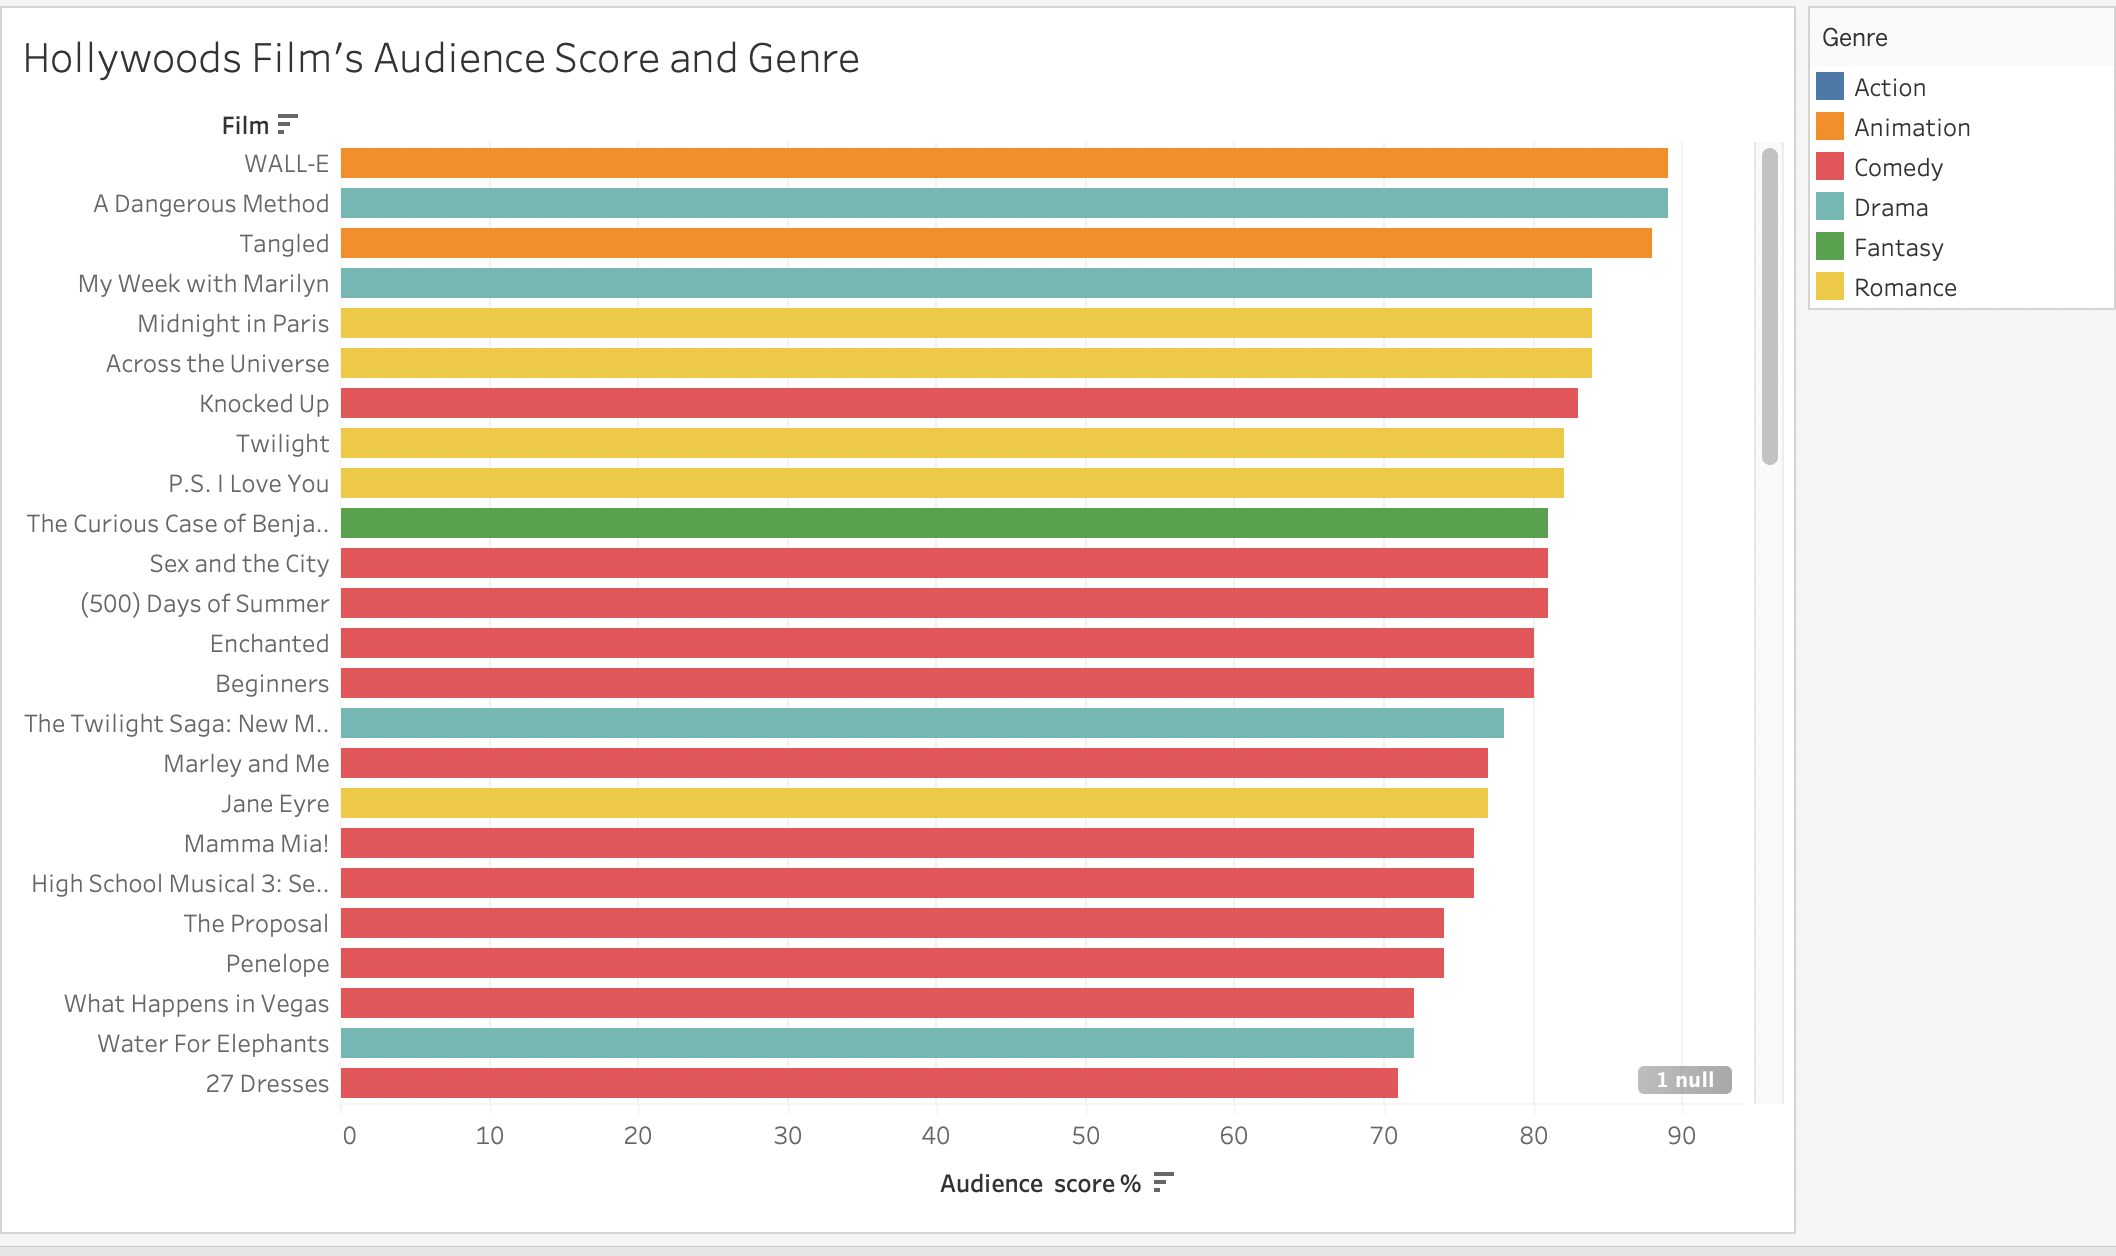 Hollywoods Film's Audience Score and Genre
Film
WALL-E
A Dangerous Method
Tangled
My Week with Marilyn
Midnight in Paris
Across the Universe
Knocked Up
Twilight
P.S. I Love You
The Curious Case of Benja..
Sex and the City
(500) Days of Summer
Enchanted
Beginners
The Twilight Saga: New M..
Marley and Me
Jane Eyre
Mamma Mia!
High School Musical 3: Se..
The Proposal
Penelope
What Happens in Vegas
Water For Elephants
27 Dresses
1 null
0 10 20 30 40 50 60 70 80 90
Audience score %
Genre
Action
Animation
Comedy
Drama
Fantasy
Romance